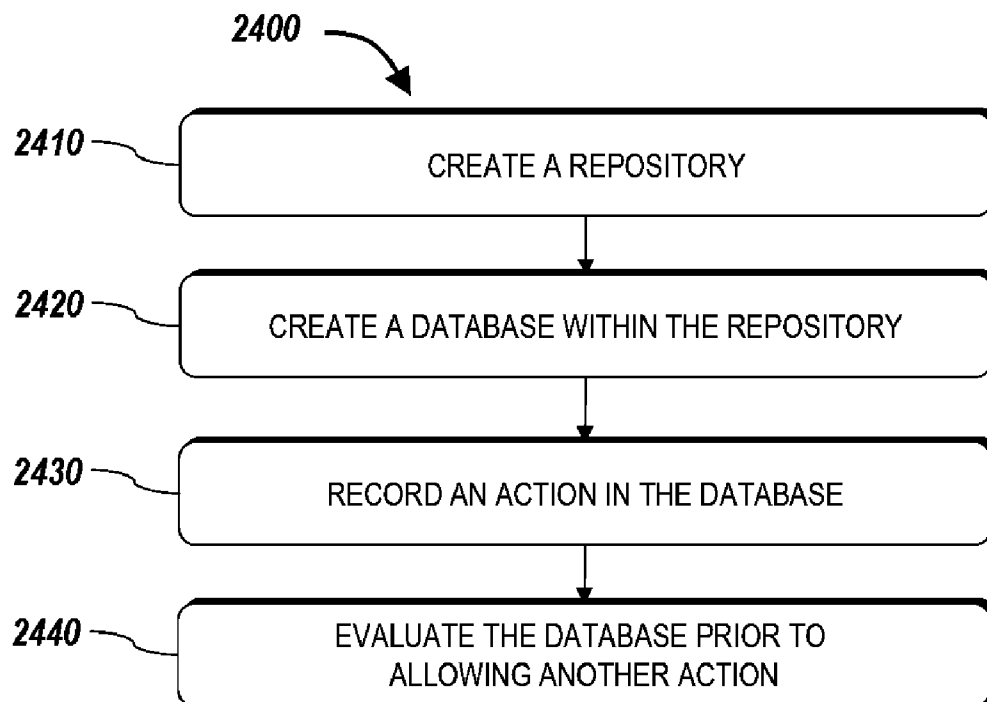 2400
2410
CREATE A REPOSITORY
2420
CREATE A DATABASE WITHIN THE REPOSITORY
2430
RECORD AN ACTION IN THE DATABASE
2440
EVALUATE THE DATABASE PRIOR TO
ALLOWING ANOTHER ACTION